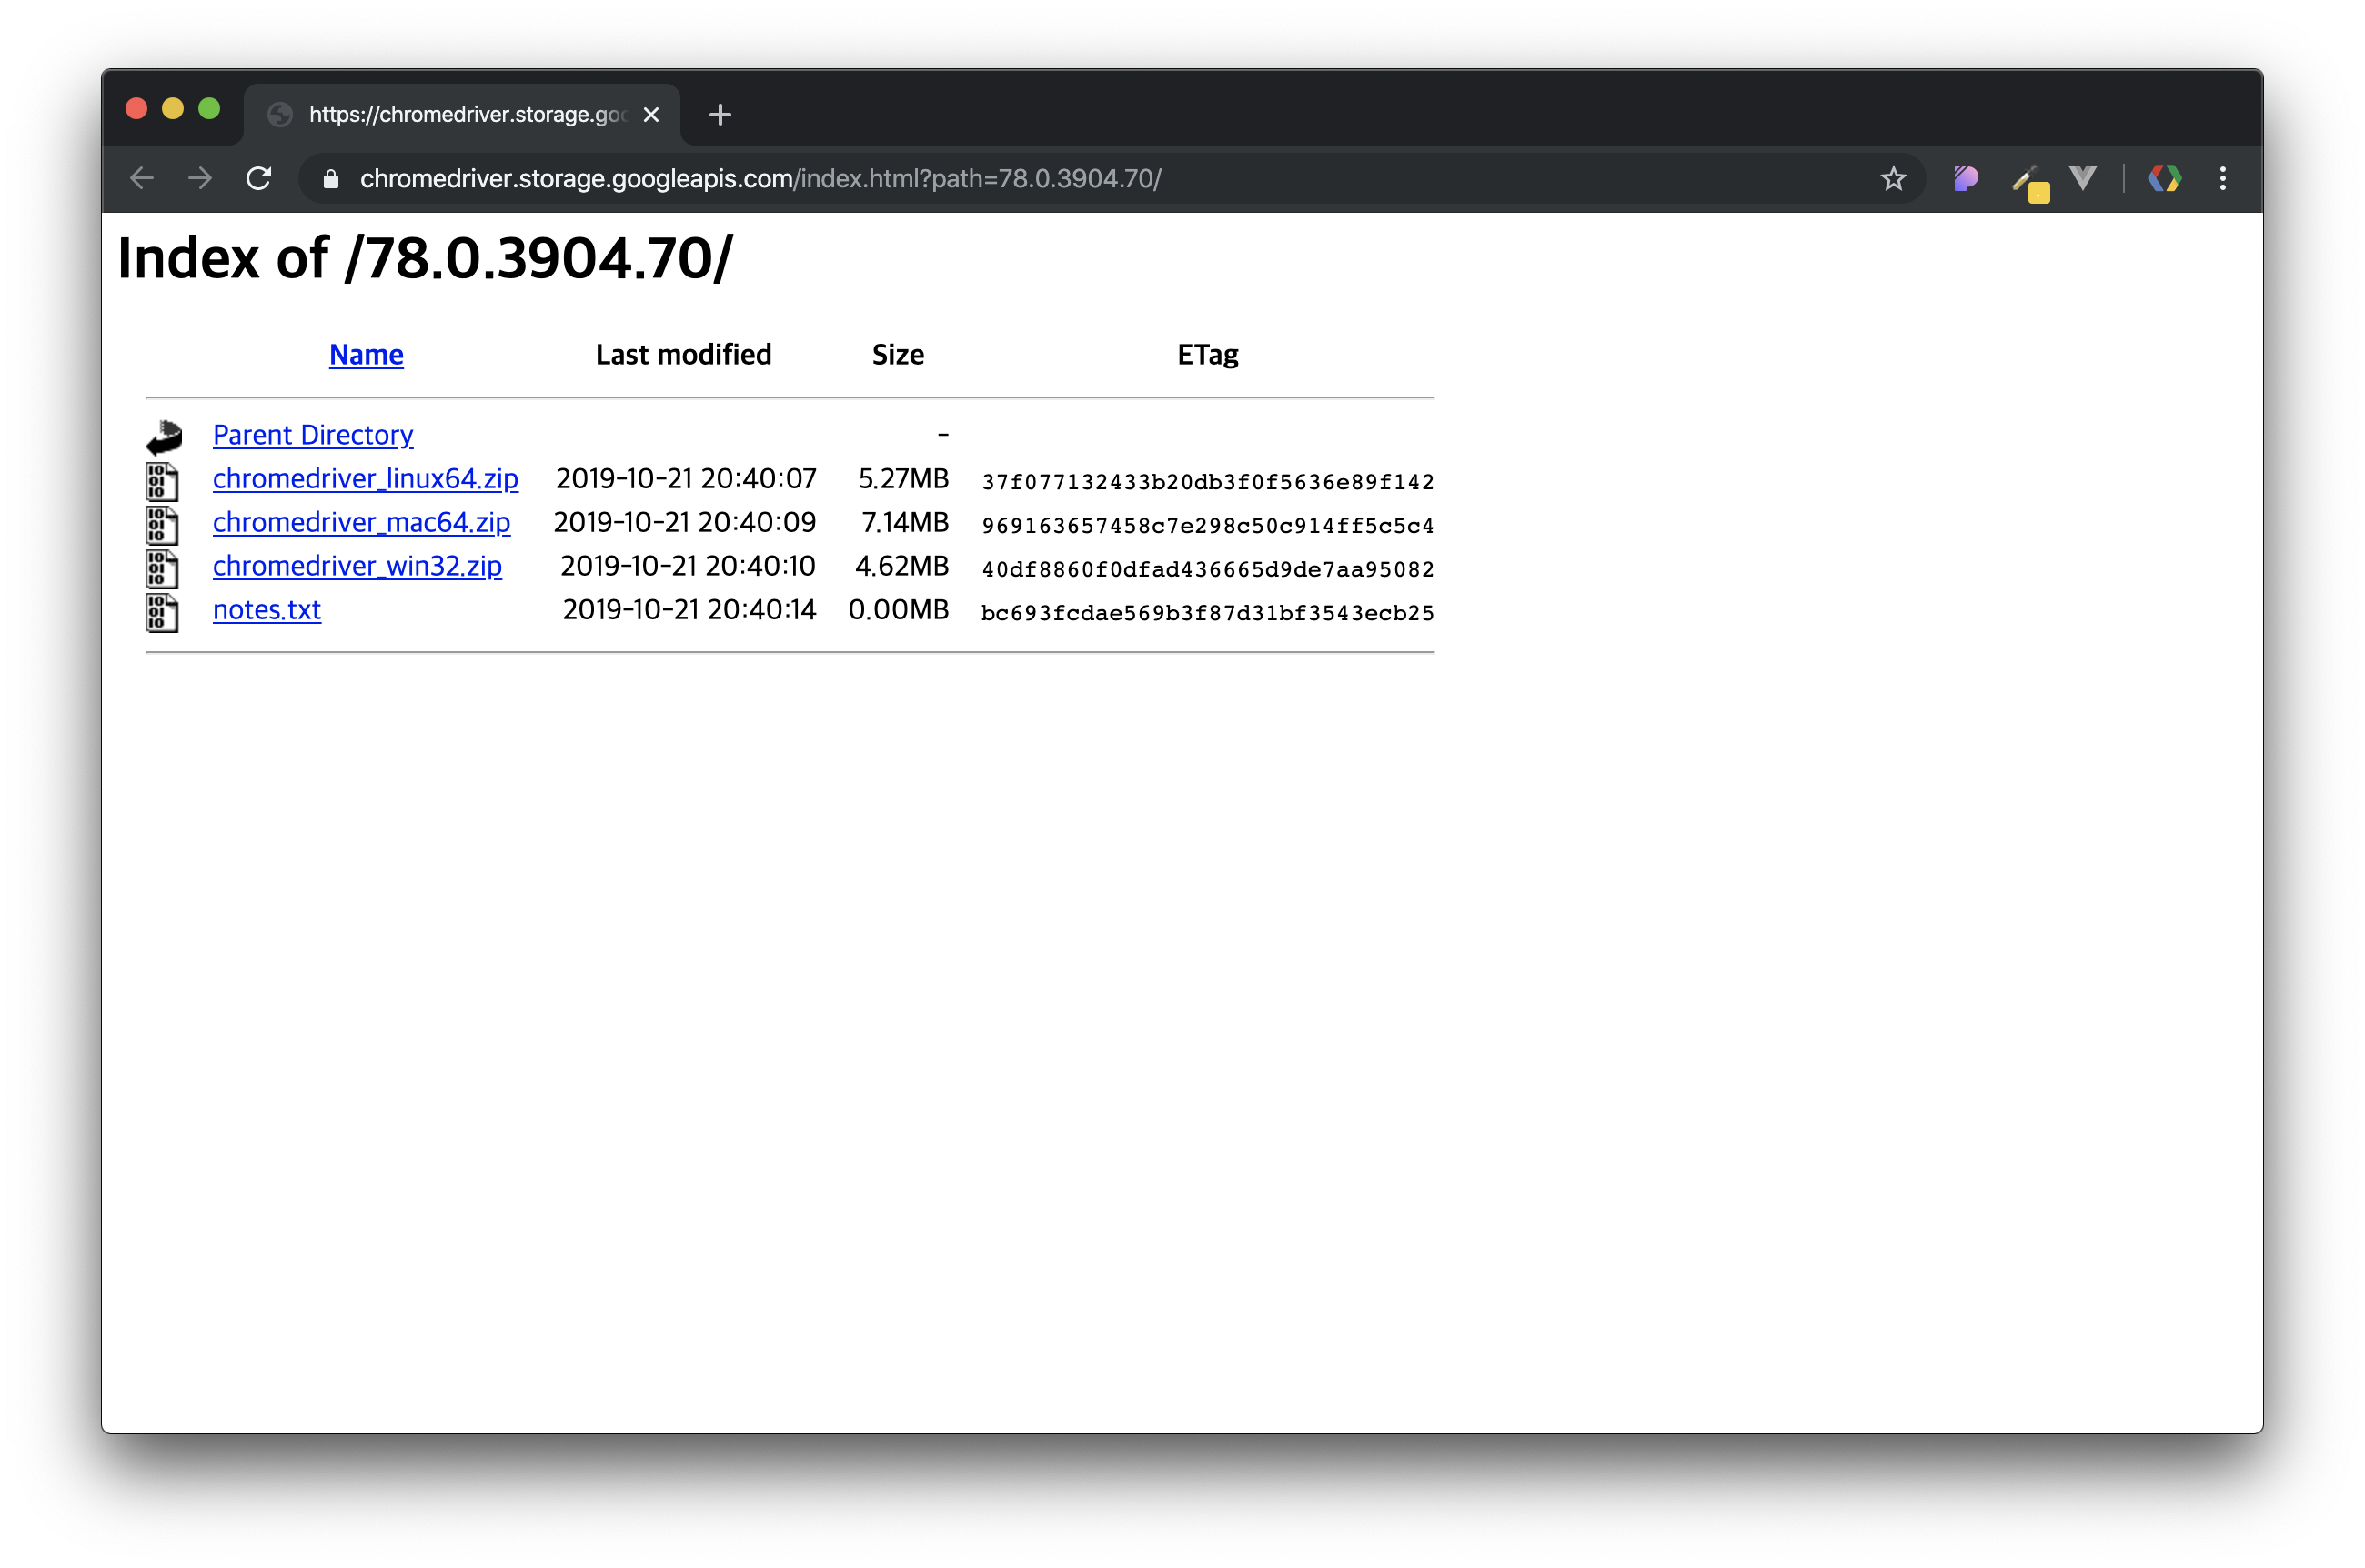 https://chromedriver.storage.goo
chromedriver.storage.googleapis.com/index.html?path=78.0.3904.70/
Index of /78.0.3904.70/
Name Last modified Size ETag
Parent Directory -
chromedriver_linux64.zip 2019-10-21 20:40:07 5.27MB 37f077132433b20db3f0f5636e89f142
chromedriver_mac64.zip 2019-10-21 20:40:09 7.14MB 969163657458c7e298c50c914ff5c5c4
chromedriver_win32.zip 2019-10-21 20:40:10 4.62MB 40df8860f0dfad436665d9de7aa95082
notes.txt 2019-10-21 20:40:14 0.00MB bc693fcdae569b3f87d31bf3543ecb25